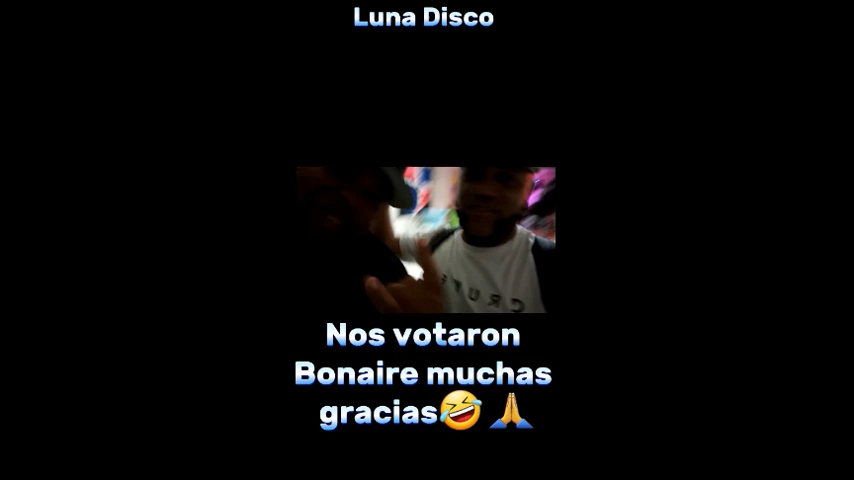 Luna Disco
Nos votaron
Bonaire muchas
gracias🤣 🙏